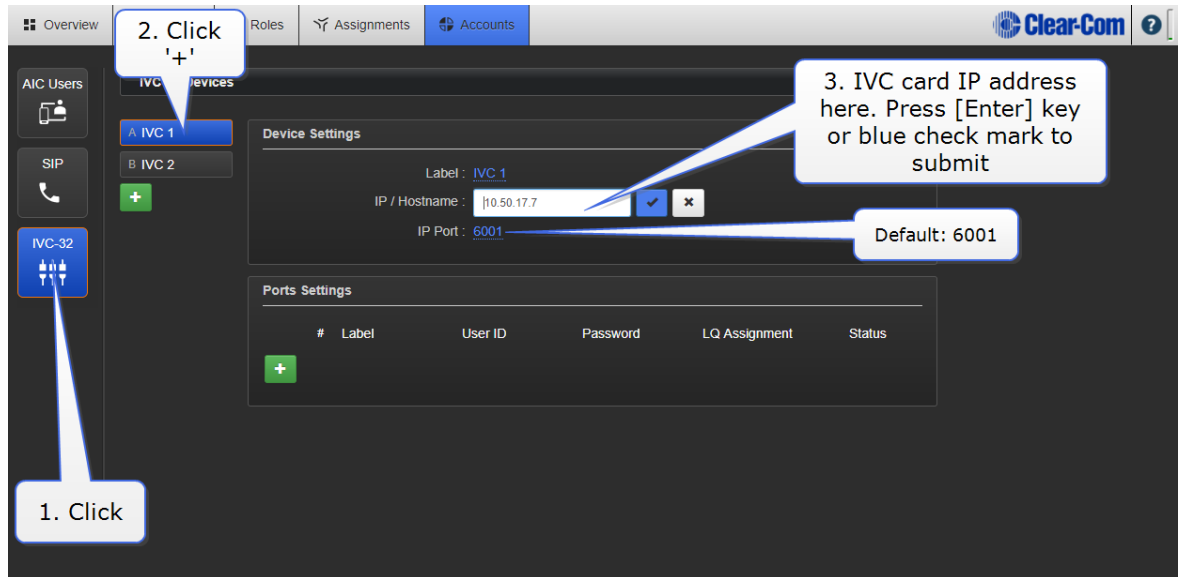 Overview
Roles
Assignments
Accounts
Clear-Com
?
2. Click
'+'
AIC Users
SIP
IVC-32
Devices
A IVC 1
B IVC 2
+
Device Settings
Label : IVC 1
IP / Hostname : 10.50.17.7
IP Port : 6001
3. IVC card IP address
here. Press [Enter] key
or blue check mark to
submit
Default: 6001
Ports Settings
# Label User ID Password LQ Assignment Status
+
1. Click